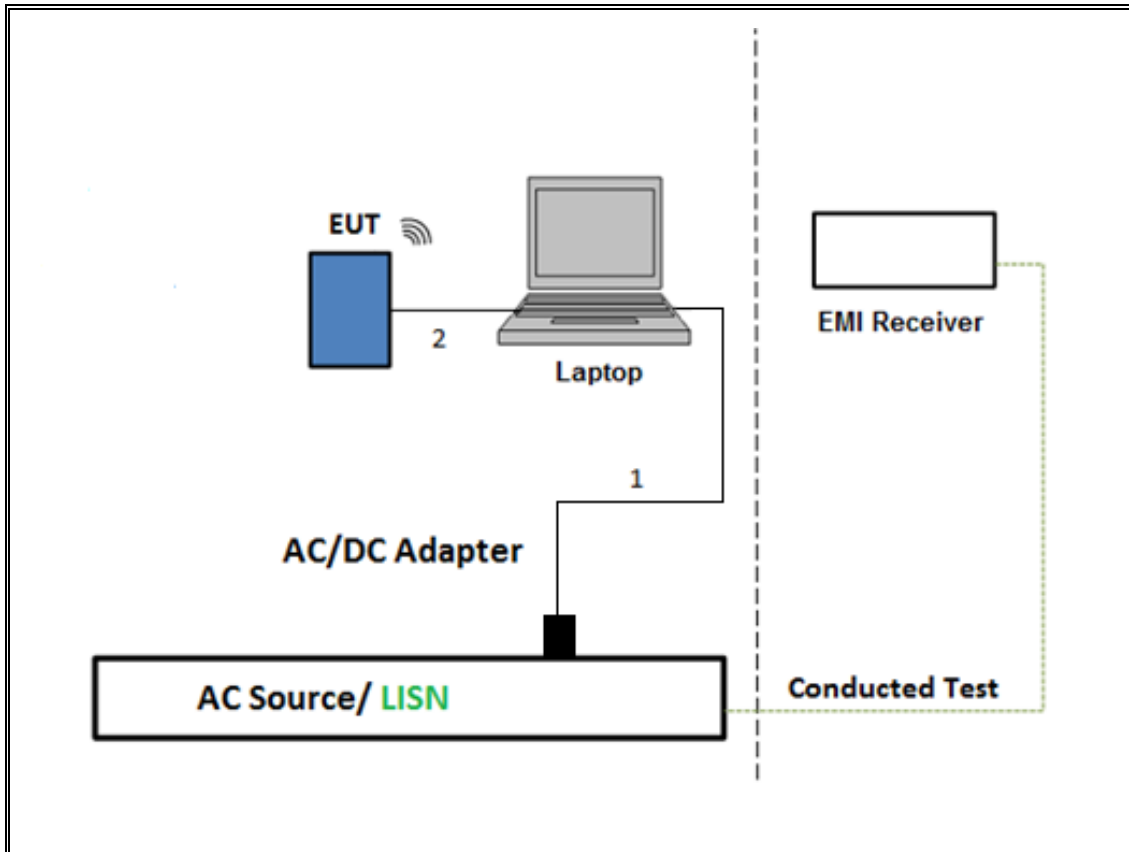 EUT
2
Laptop
EMI Receiver
1
AC/DC Adapter
AC Source/ LISN
Conducted Test